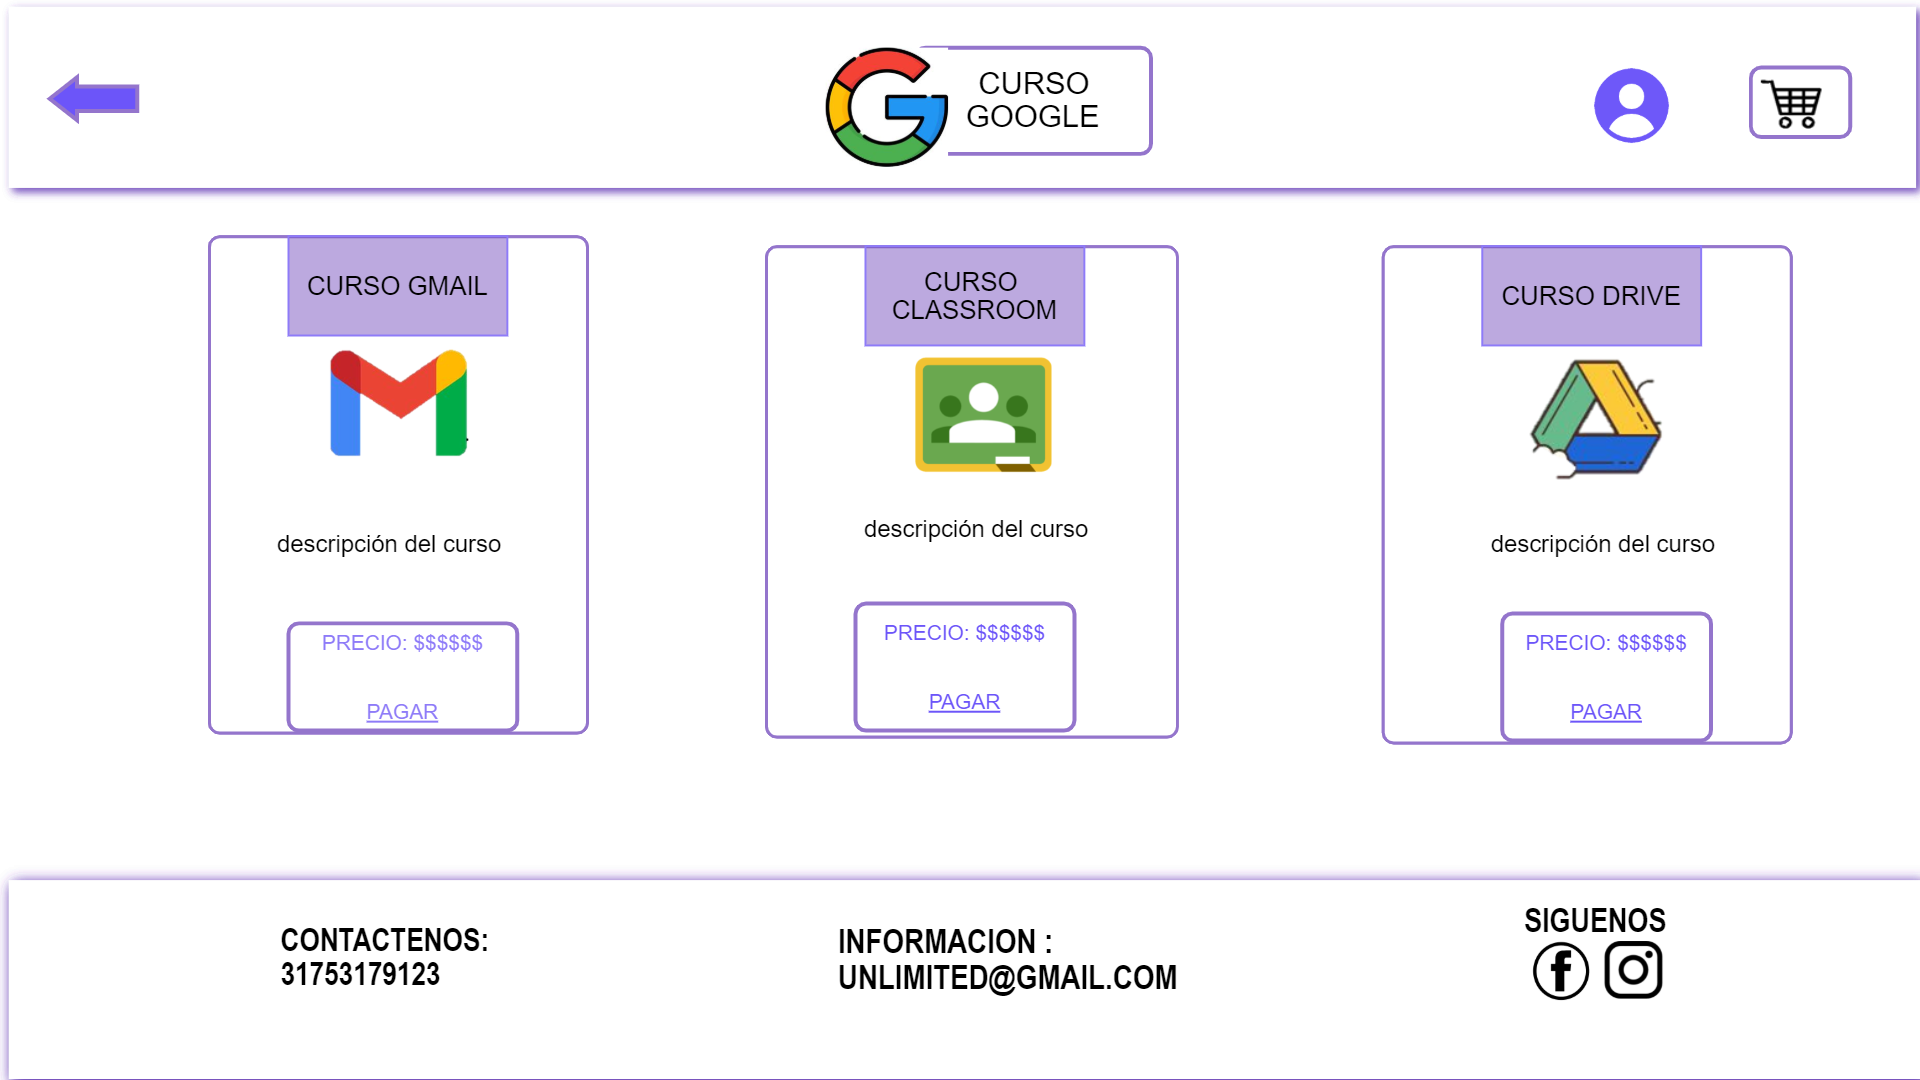 CURSO
GOOGLE
CURSO GMAIL
descripción del curso
PRECIO: $$$$$$
PAGAR
CURSO
CLASSROOM
descripción del curso
PRECIO: $$$$$$
PAGAR
CURSO DRIVE
descripción del curso
PRECIO: $$$$$$
PAGAR
CONTACTENOS:
31753179123
INFORMACION :
UNLIMITED@GMAIL.COM
SIGUENOS